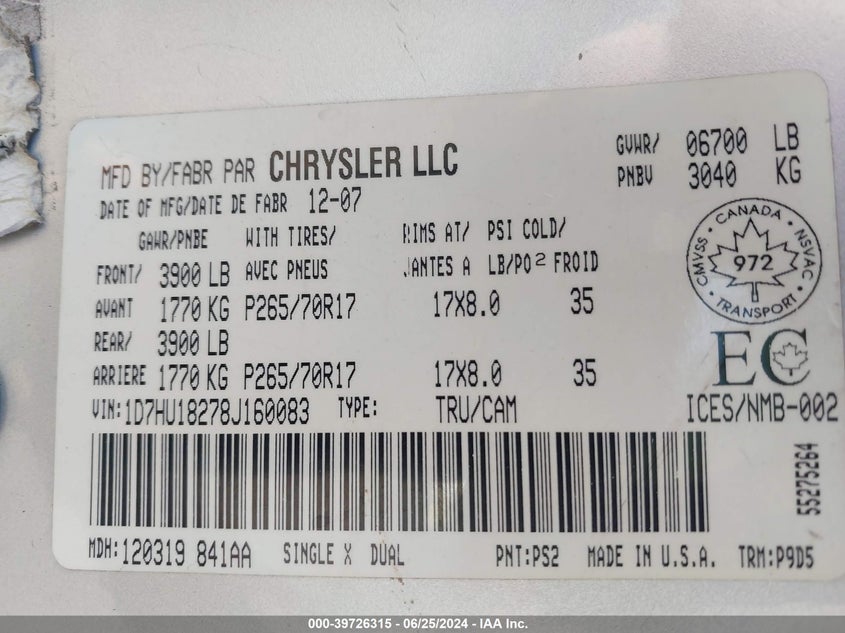 MFD BY/FABR PAR CHRYSLER LLC GVWR/ 06700 LB
PNBV 3040 KG
DATE OF MFG/DATE DE FABR 12-07
GAWR/PNBE WITH TIRES/ RIMS AT/ PSI COLD/
FRONT/ 3900 LB AVEC PNEUS JANTES A LB/PO2 FROID
AVANT 1770 KG P265/70R17 17X8.0 35
REAR/ 3900 LB
ARRIERE 1770 KG P265/70R17 17X8.0 35
CANADA
CMVSS 972 NSVAC
TRANSPORT
EC
VIN:1D7HU18278J160083 TYPE: TRU/CAM ICES/NMB-002
55275264
MDH:120319 841AA SINGLE X DUAL PNT:PS2 MADE IN U.S.A. TRM:P9D5
000-39726315 - 06/25/2024 - IAA Inc.